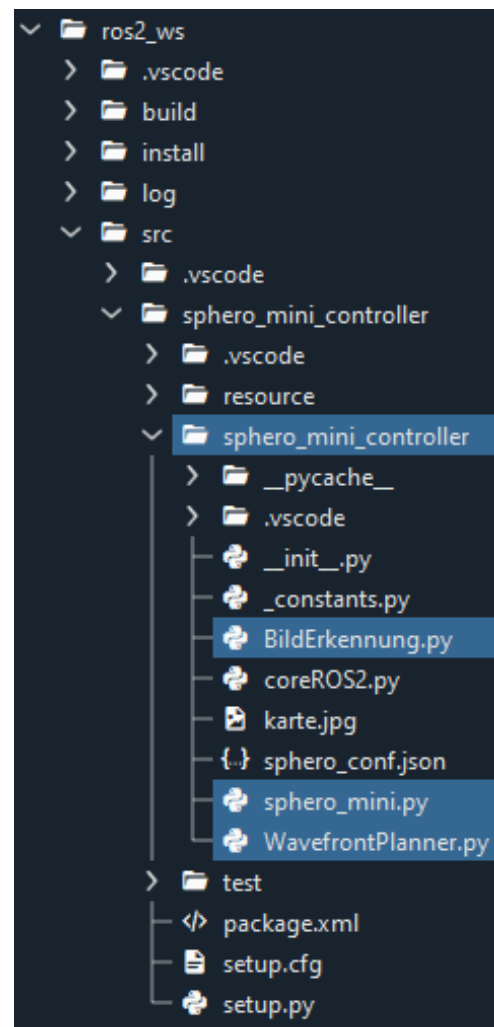 ros2_ws
.vscode
build
install
log
src
.vscode
sphero_mini_controller
.vscode
resource
sphero_mini_controller
__pycache__
.vscode
__init__.py
_constants.py
BildErkennung.py
coreROS2.py
karte.jpg
{..} sphero_conf.json
sphero_mini.py
WavefrontPlanner.py
test
</> package.xml
setup.cfg
setup.py